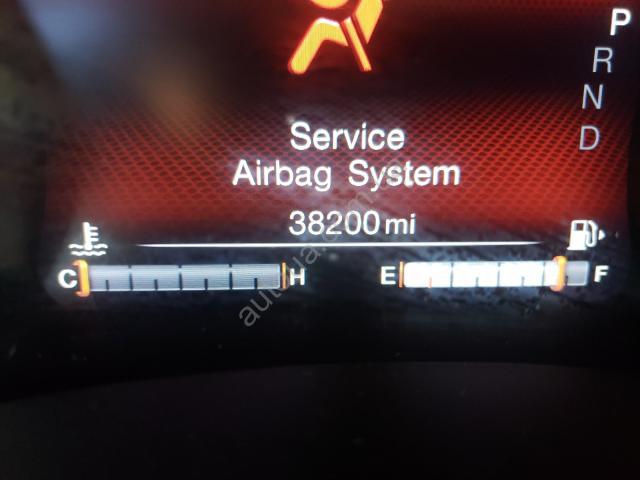 P
R
N
D
Service
Airbag System
38200 mi
C H E F